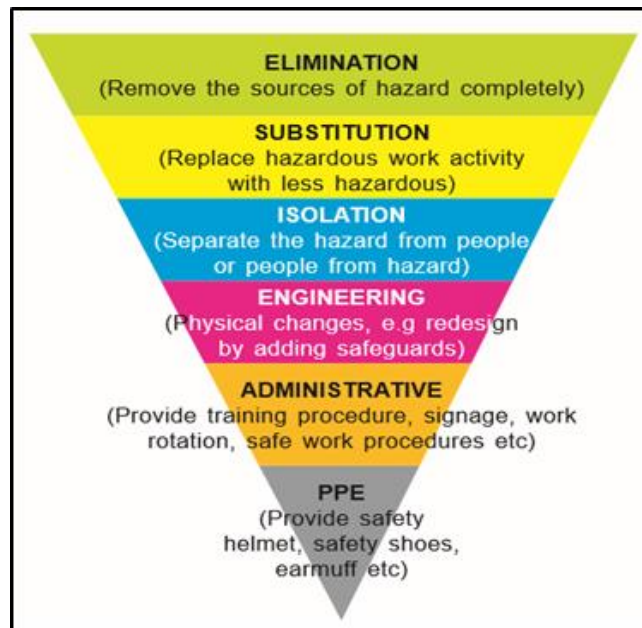 ELIMINATION
(Remove the sources of hazard completely)
SUBSTITUTION
(Replace hazardous work activity
with less hazardous)
ISOLATION
(Separate the hazard from people
or people from hazard)
ENGINEERING
(Physical changes, e.g redesign
by adding safeguards)
ADMINISTRATIVE
(Provide training procedure, signage, work
rotation, safe work procedures etc)
PPE
(Provide safety
helmet, safety shoes,
earmuff etc)